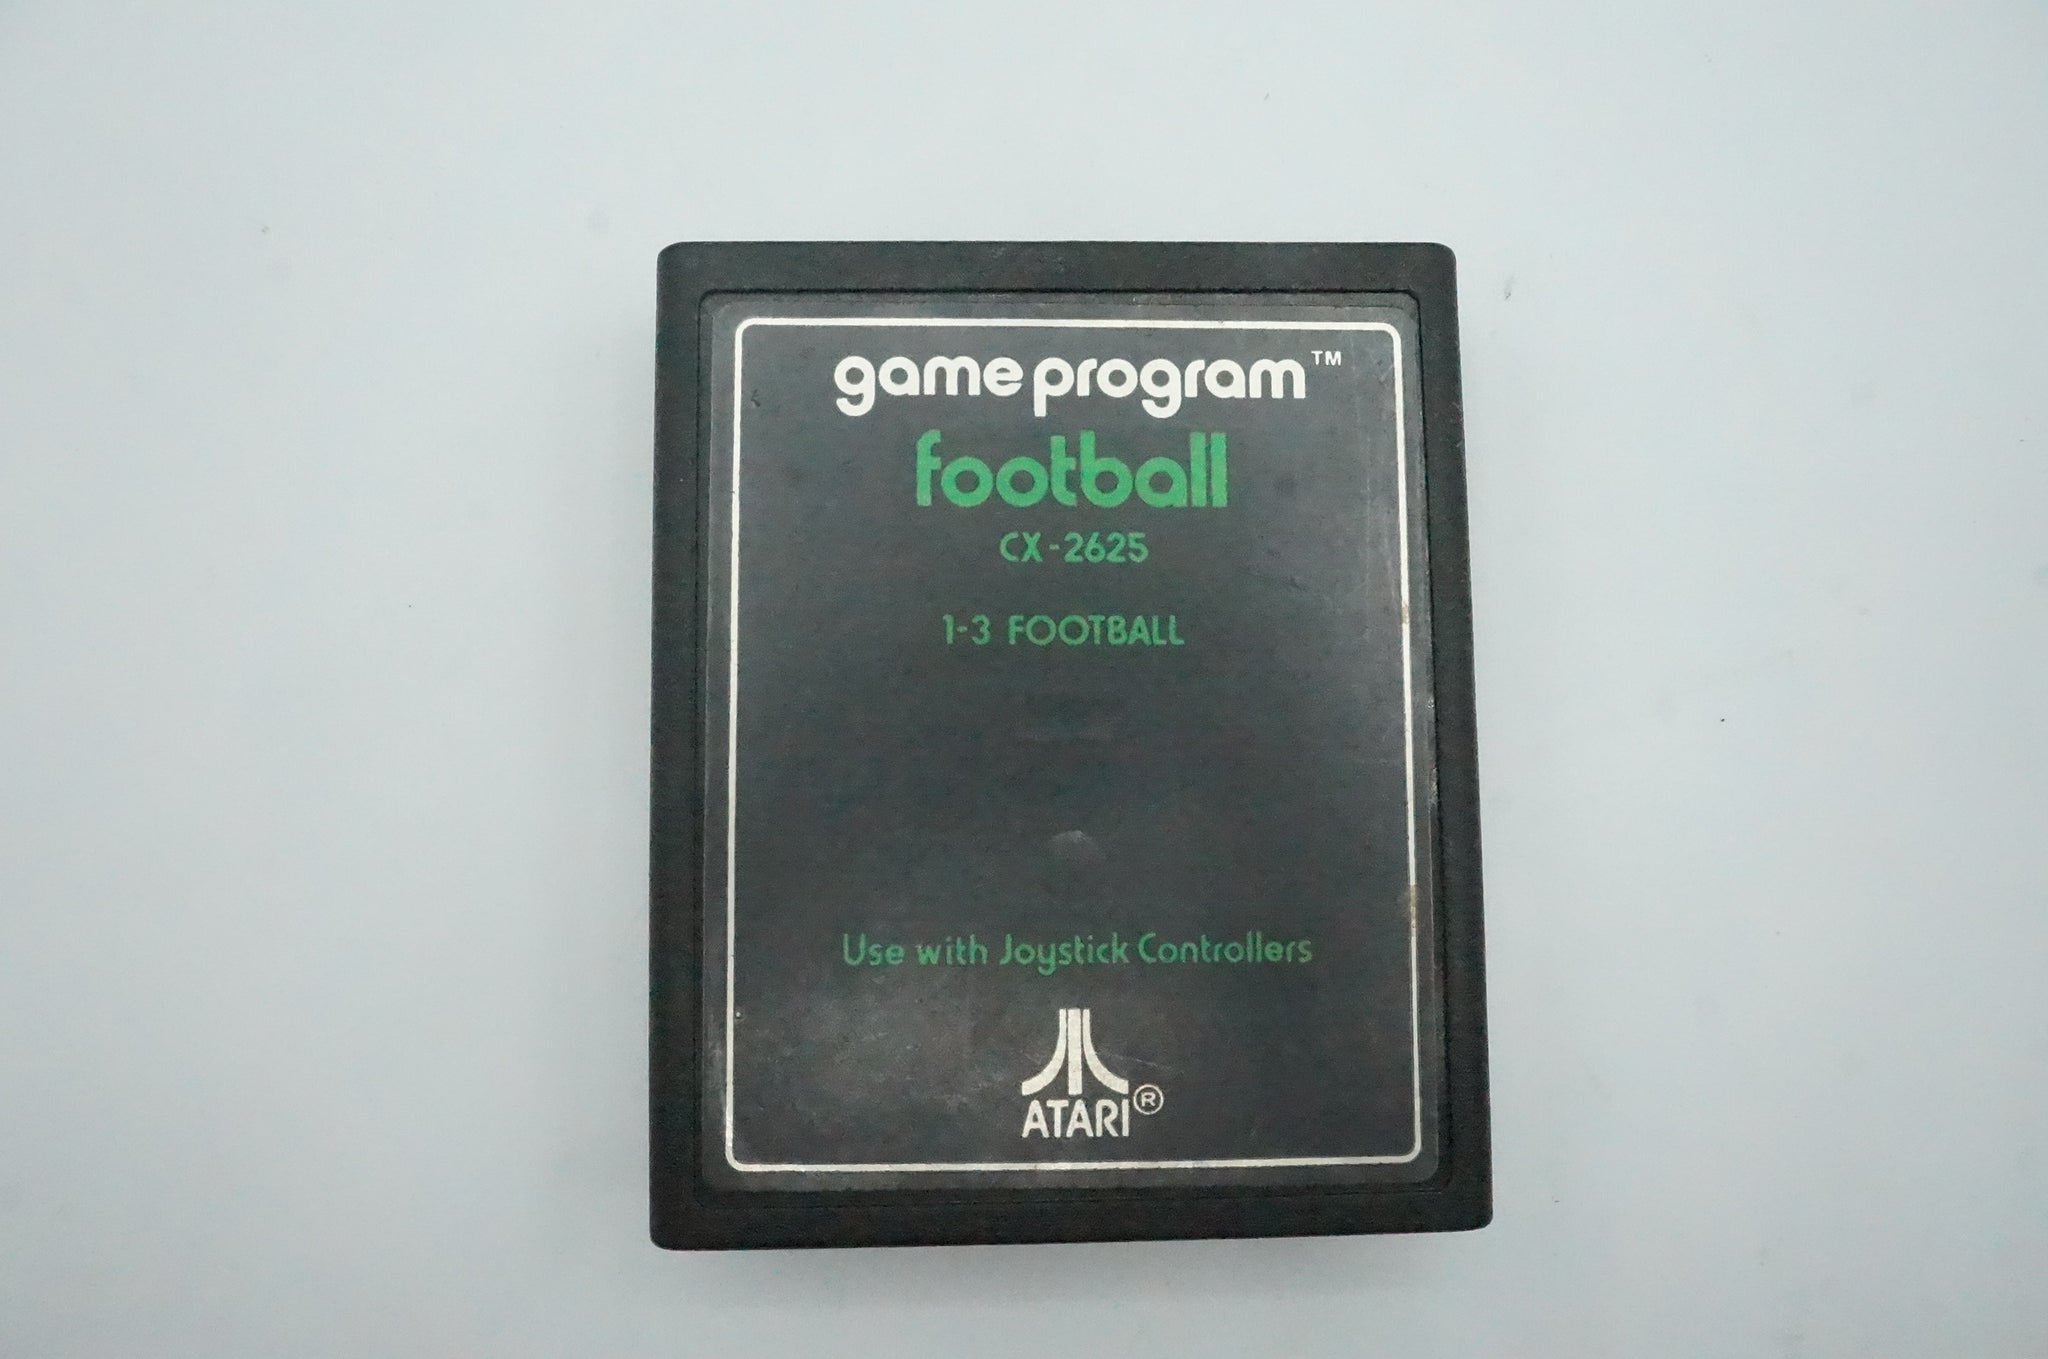 game program™
football
CX-2625
1-3 FOOTBALL
Use with Joystick Controllers
ATARI®